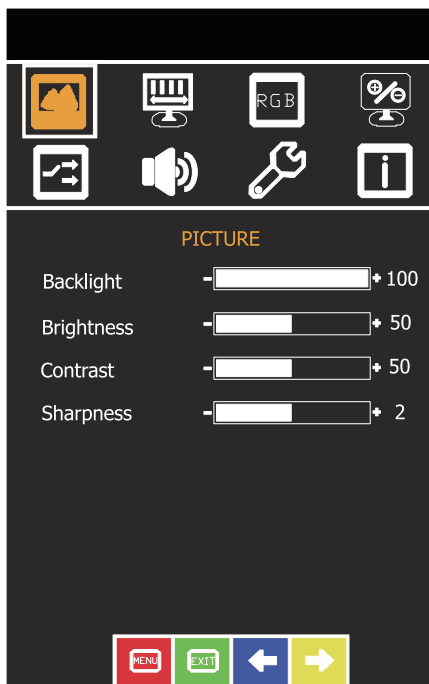 RGB
i
PICTURE
Backlight - + 100
Brightness - + 50
Contrast - + 50
Sharpness - + 2
MENU EXIT